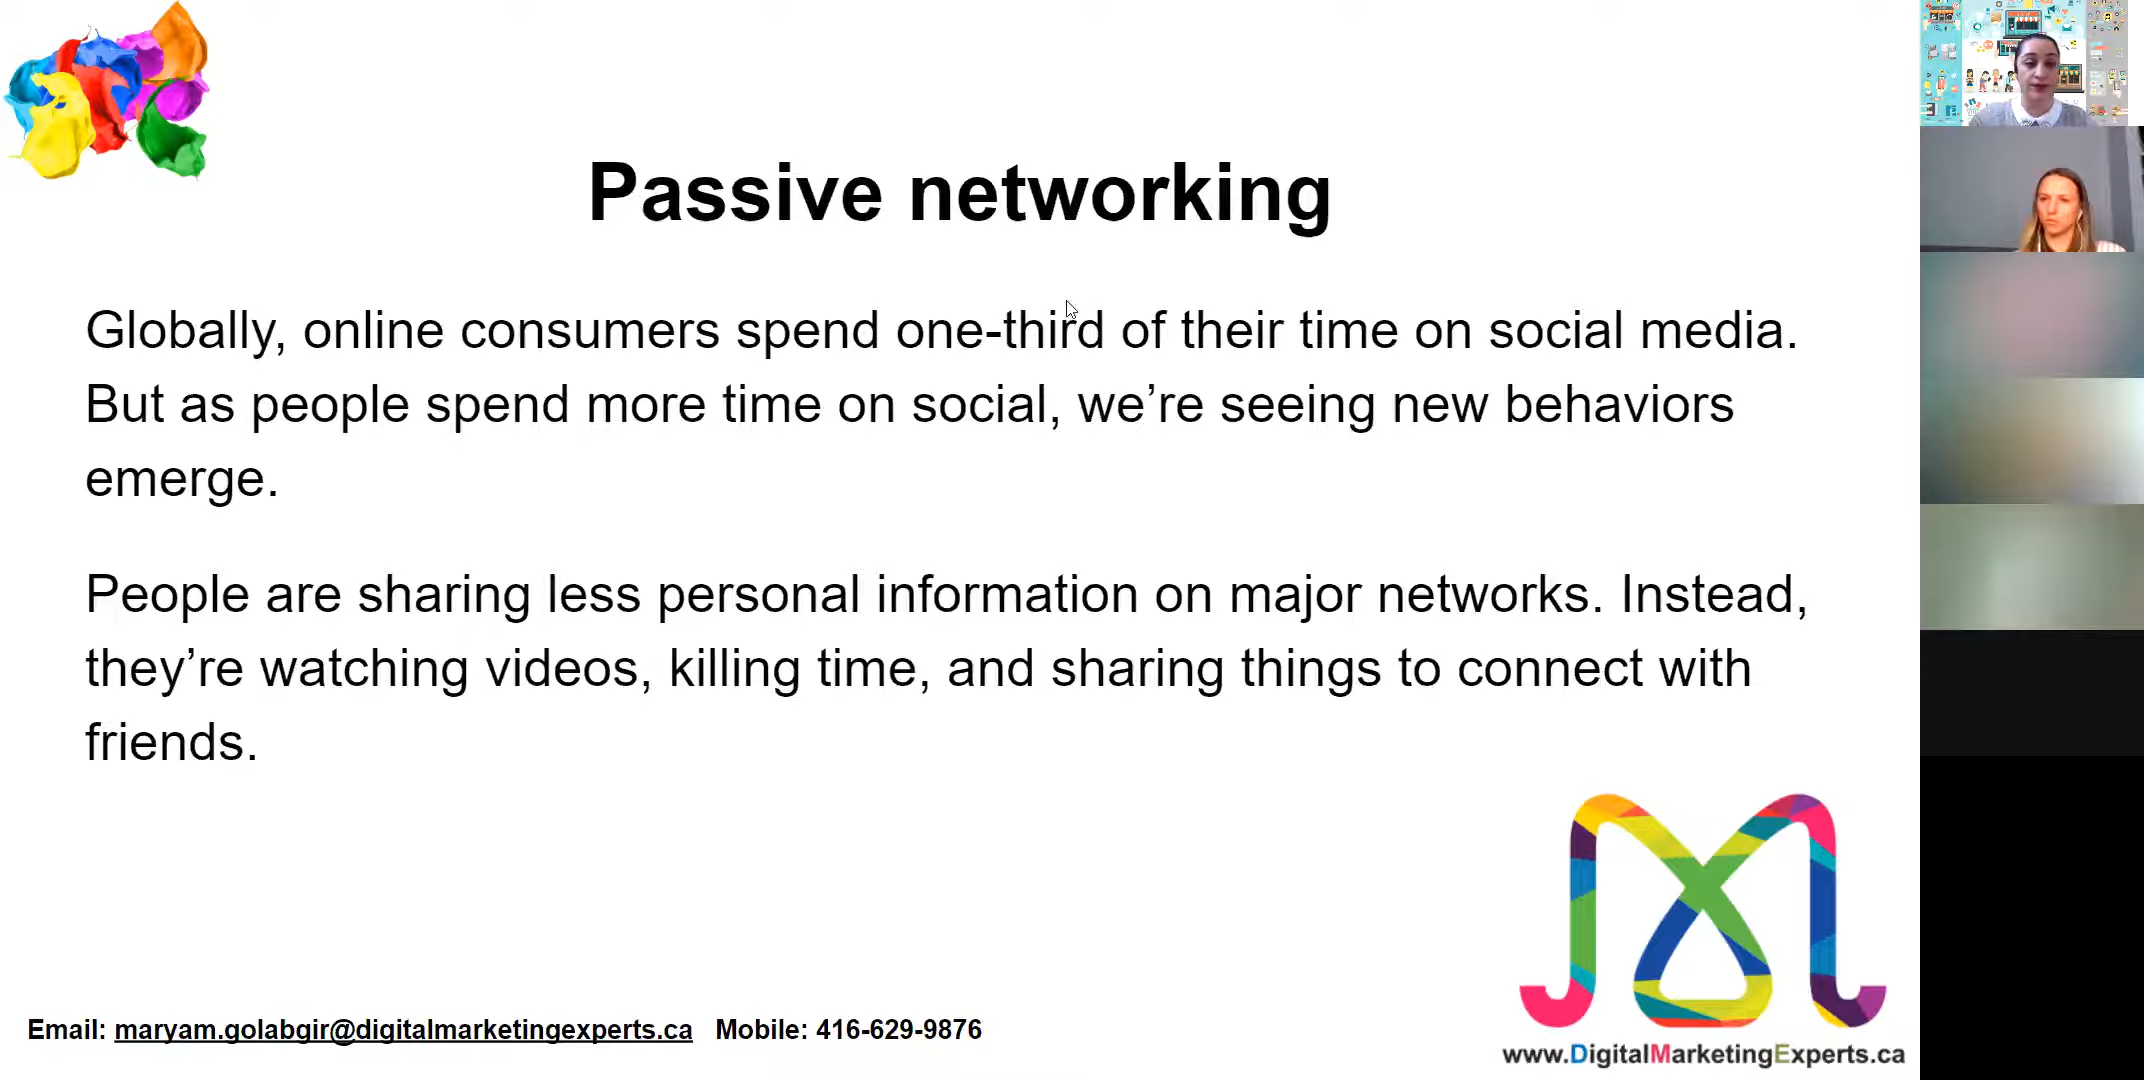 Passive networking
Globally, online consumers spend one-third of their time on social media.
But as people spend more time on social, we’re seeing new behaviors
emerge.
People are sharing less personal information on major networks. Instead,
they’re watching videos, killing time, and sharing things to connect with
friends.
Email: maryam.golabgir@digitalmarketingexperts.ca Mobile: 416-629-9876
www.DigitalMarketingExperts.ca